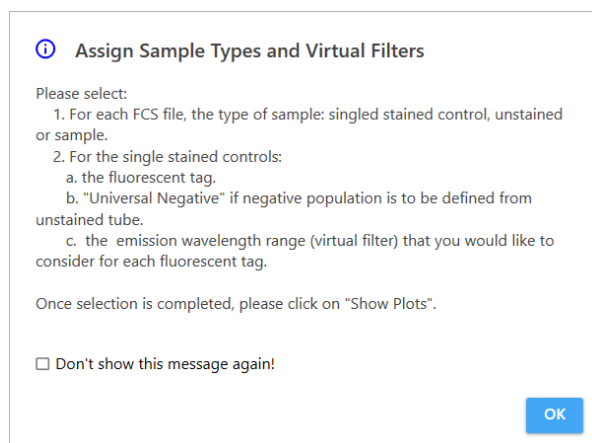 Assign Sample Types and Virtual Filters
Please select:
1. For each FCS file, the type of sample: singled stained control, unstained
or sample.
2. For the single stained controls:
a. the fluorescent tag.
b. "Universal Negative" if negative population is to be defined from
unstained tube.
c. the emission wavelength range (virtual filter) that you would like to
consider for each fluorescent tag.
Once selection is completed, please click on "Show Plots".
Don't show this message again!
OK